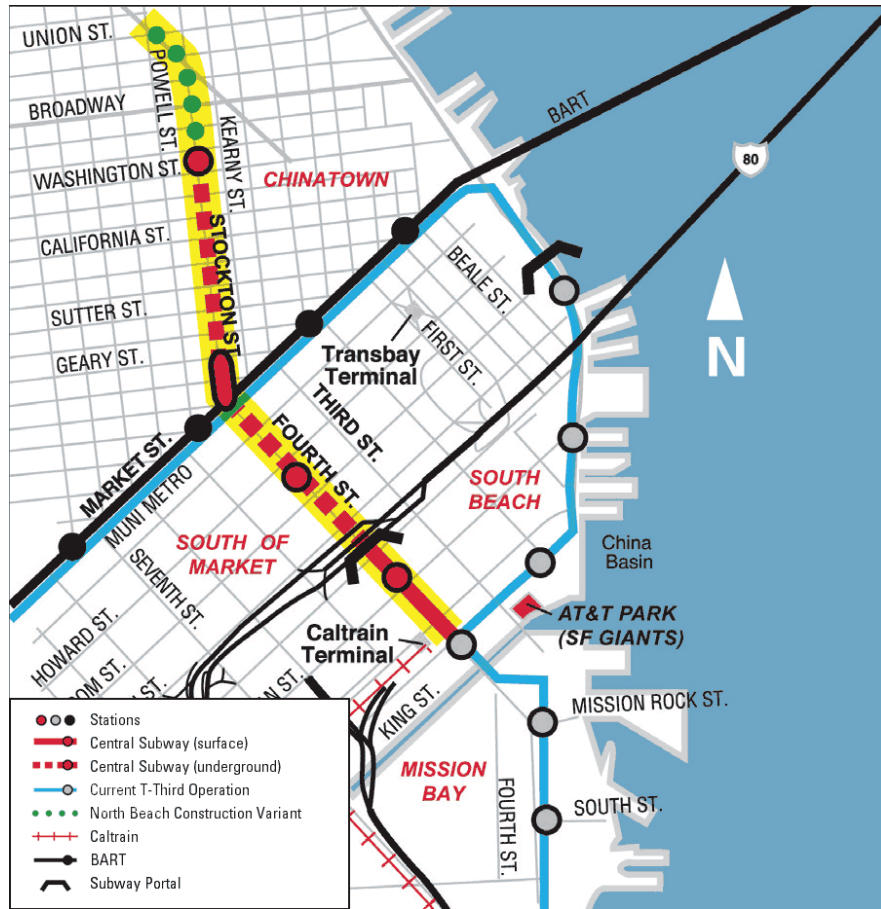 UNION ST.
POWELL ST.
BROADWAY
KEARNY ST.
WASHINGTON ST.
CHINATOWN
STOCKTON ST.
CALIFORNIA ST.
SUTTER ST.
GEARY ST.
BART
80
BEALE ST.
FIRST ST.
Transbay
Terminal
N
THIRD ST.
FOURTH ST.
MARKET ST.
MUNI METRO
SOUTH
BEACH
SOUTH OF
MARKET
SEVENTH ST.
China
Basin
AT&T PARK
(SF GIANTS)
HOWARD ST.
Caltrain
Terminal
KING ST.
MISSION ROCK ST.
MISSION
BAY
FOURTH ST.
SOUTH ST.
Stations
Central Subway (surface)
Central Subway (underground)
Current T-Third Operation
North Beach Construction Variant
Caltrain
BART
Subway Portal